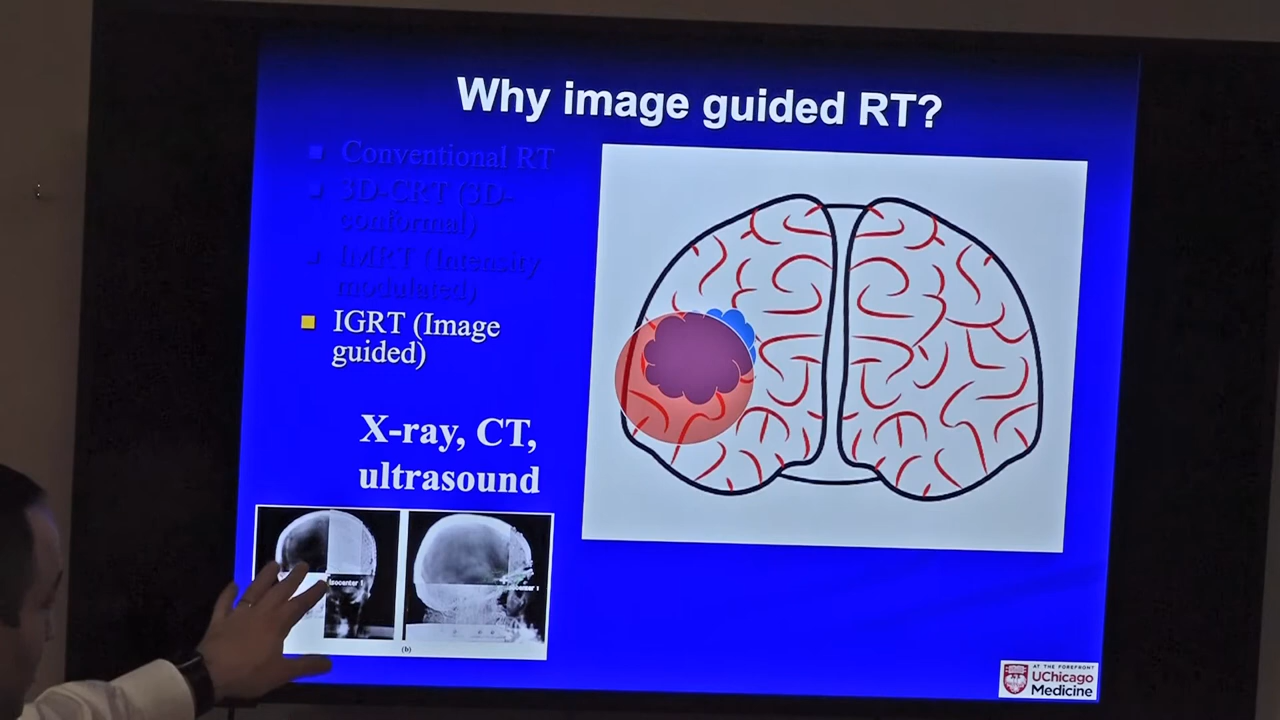 Why image guided RT?
Conventional RT
3D-CRT (3D-
conformal)
IMRT (Intensity
modulated)
IGRT (Image
guided)
X-ray, CT,
ultrasound
Isocenter 1
(b)
AT THE FOREFRONT
UChicago
Medicine